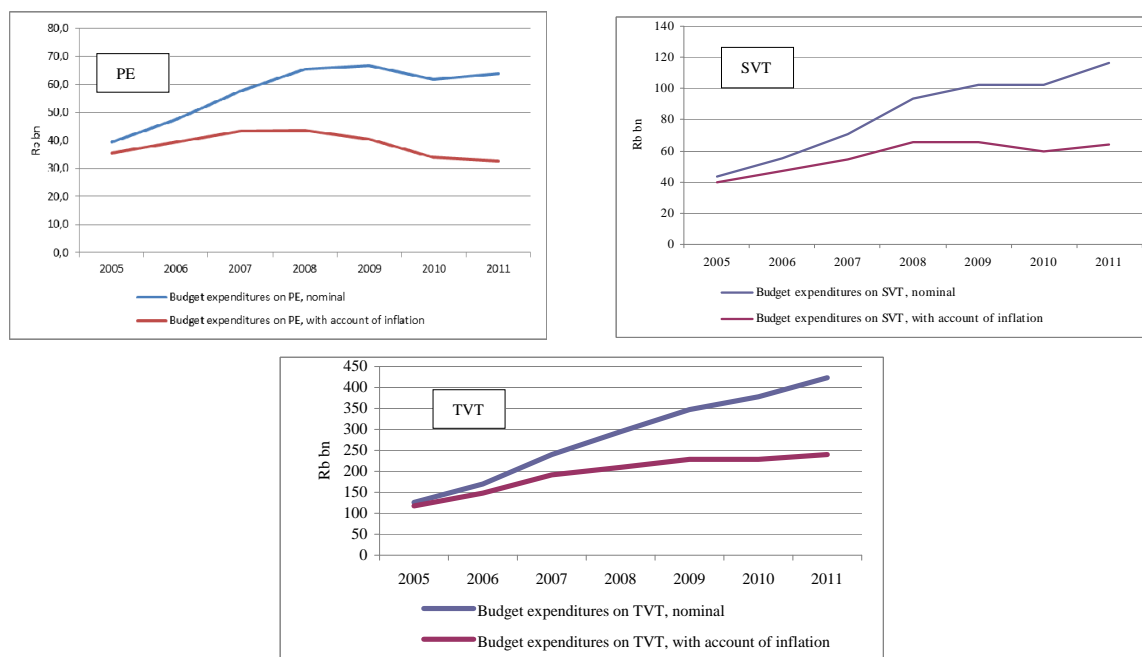 80,0
70,0
60,0
50,0
40,0
30,0
20,0
10,0
0,0
Rb bn
PE
2005 2006 2007 2008 2009 2010 2011
Budget expenditures on PE, nominal
Budget expenditures on PE, with account of inflation
140
120
100
80
60
40
20
0
Rb bn
SVT
2005 2006 2007 2008 2009 2010 2011
Budget expenditures on SVT, nominal
Budget expenditures on SVT, with account of inflation
450
400
350
300
250
200
150
100
50
0
Rb bn
TVT
2005 2006 2007 2008 2009 2010 2011
Budget expenditures on TVT, nominal
Budget expenditures on TVT, with account of inflation